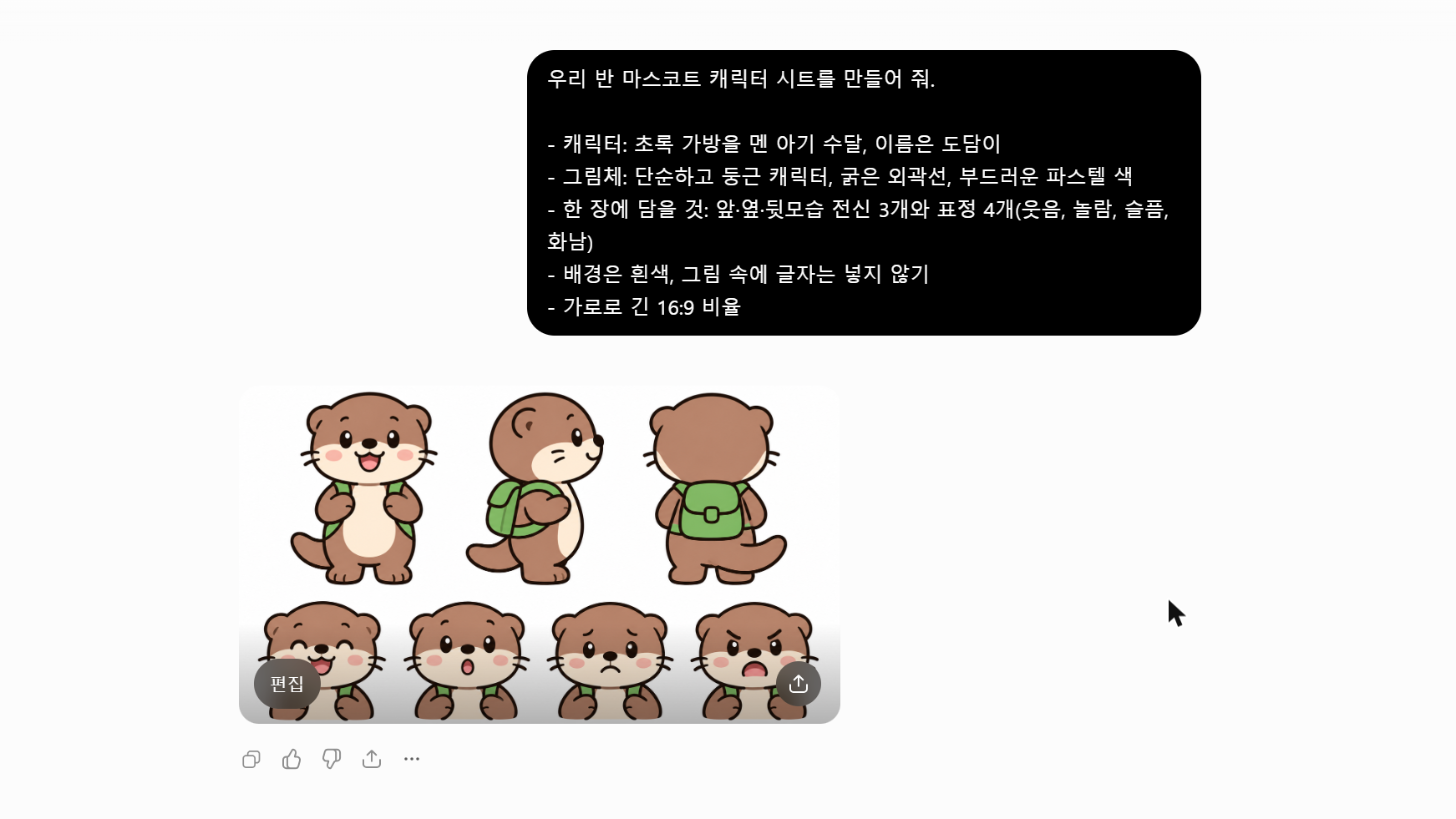 우리 반 마스코트 캐릭터 시트를 만들어 줘.
- 캐릭터: 초록 가방을 멘 아기 수달, 이름은 도담이
- 그림체: 단순하고 둥근 캐릭터, 굵은 외곽선, 부드러운 파스텔 색
- 한 장에 담을 것: 앞·옆·뒷모습 전신 3개와 표정 4개(웃음, 놀람, 슬픔,
화남)
- 배경은 흰색, 그림 속에 글자는 넣지 않기
- 가로로 긴 16:9 비율
편집